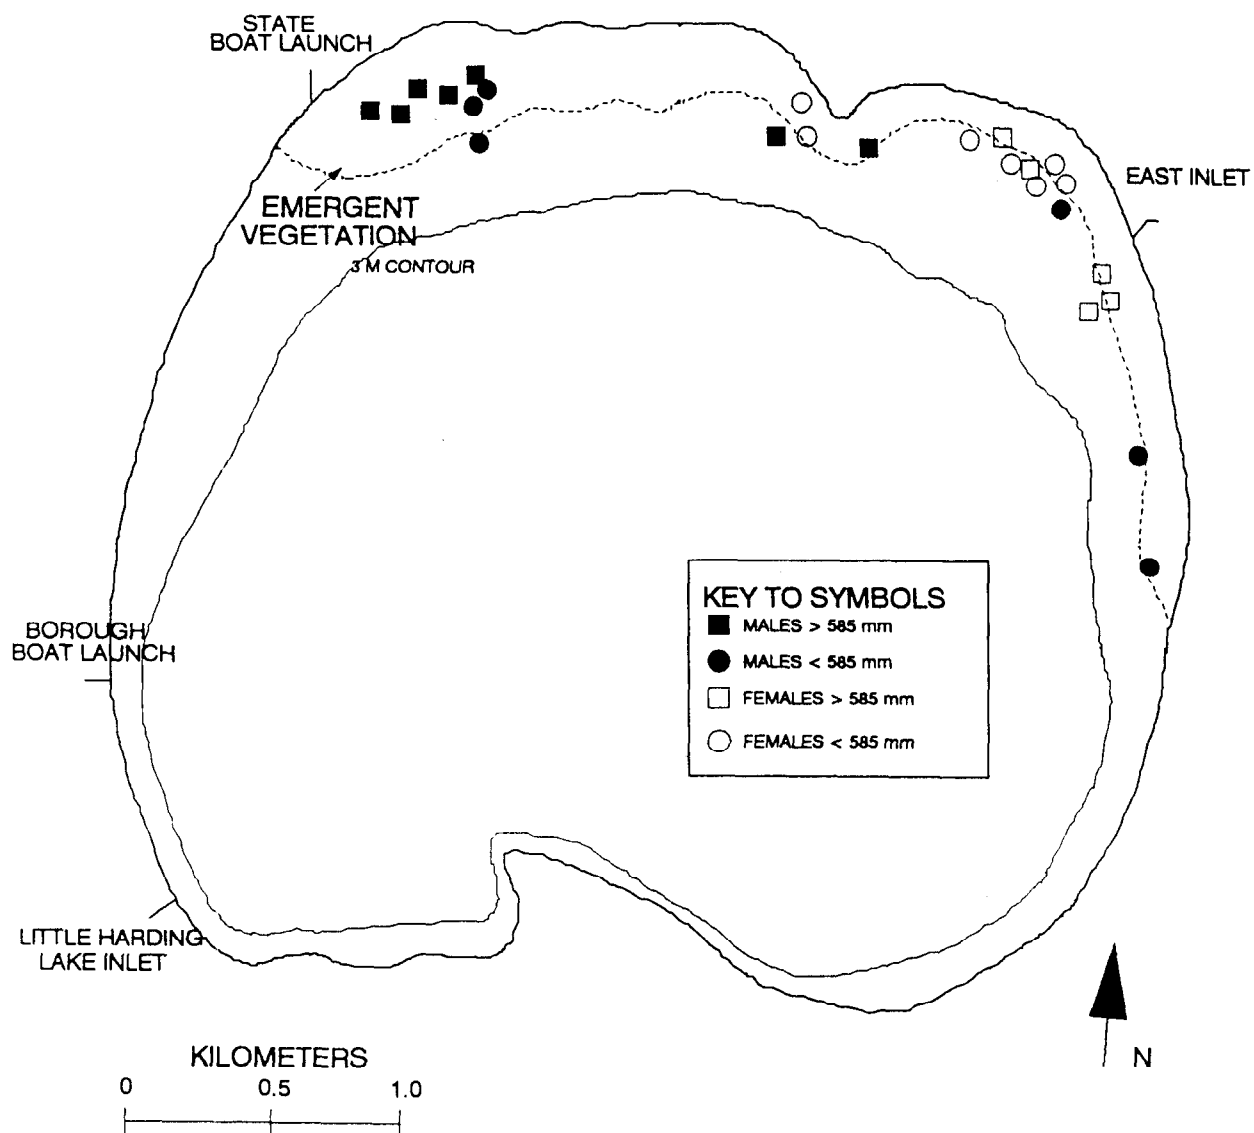 STATE
BOAT LAUNCH
EAST INLET
EMERGENT
VEGETATION
3 M CONTOUR
KEY TO SYMBOLS
MALES > 585 mm
MALES < 585 mm
FEMALES > 585 mm
FEMALES < 585 mm
BOROUGH
BOAT LAUNCH
LITTLE HARDING
LAKE INLET
N
KILOMETERS
0 0.5 1.0